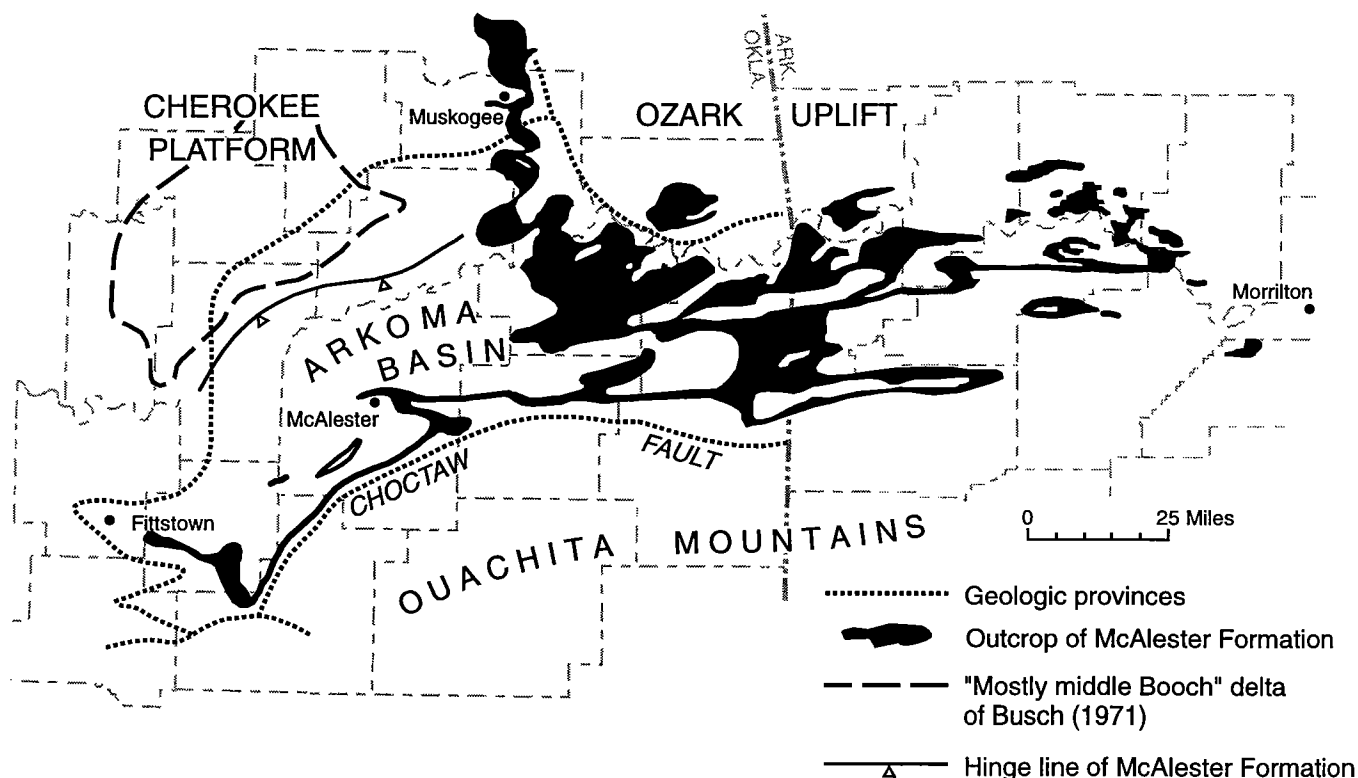 ARK.
OKLA.
CHEROKEE
PLATFORM
Muskogee
OZARK UPLIFT
ARKOMA
BASIN
Morrilton
McAlester
CHOCTAW FAULT
Fittstown
OUACHITA MOUNTAINS
0 25 Miles
Geologic provinces
Outcrop of McAlester Formation
"Mostly middle Booch" delta
of Busch (1971)
Hinge line of McAlester Formation